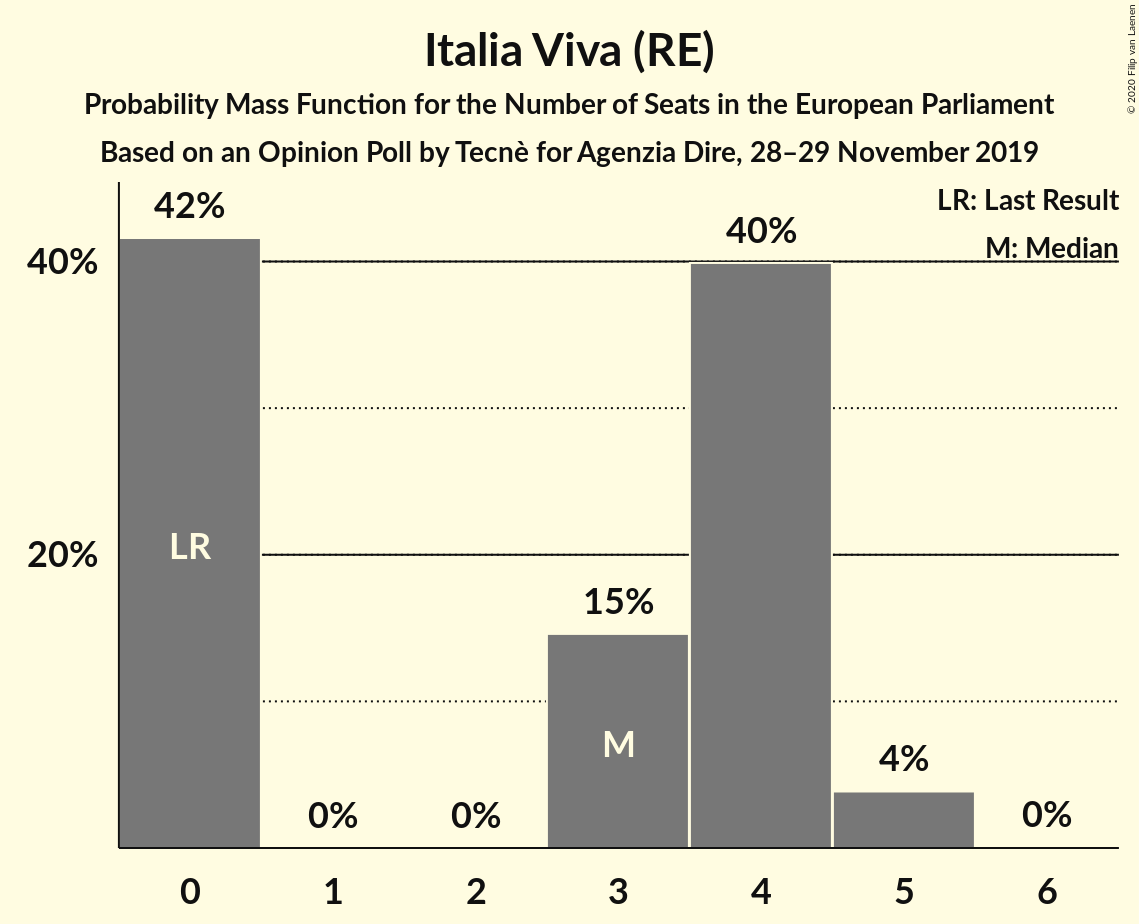 Italia Viva (RE)
Probability Mass Function for the Number of Seats in the European Parliament
Based on an Opinion Poll by Tecnè for Agenzia Dire, 28–29 November 2019
© 2020 Filip van Laenen
LR: Last Result
M: Median
42%
40%
40%
LR
20%
15%
M
4%
0%
0%
0%
0
1
2
3
4
5
6